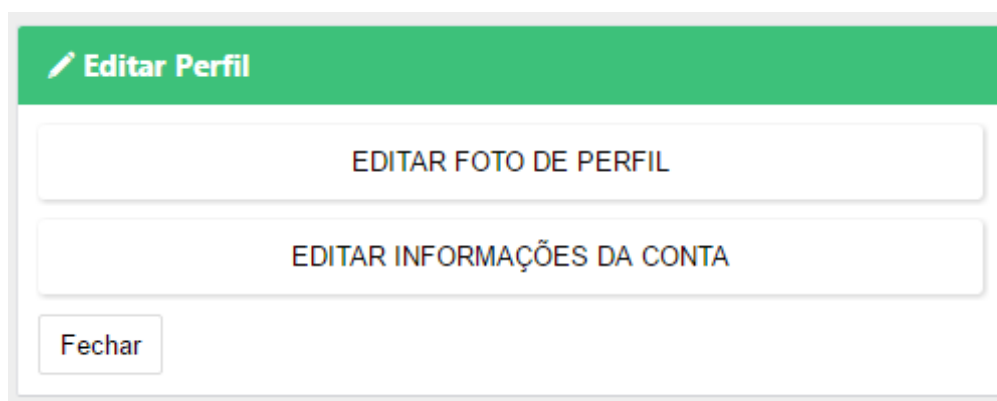 Editar Perfil
EDITAR FOTO DE PERFIL
EDITAR INFORMAÇÕES DA CONTA
Fechar